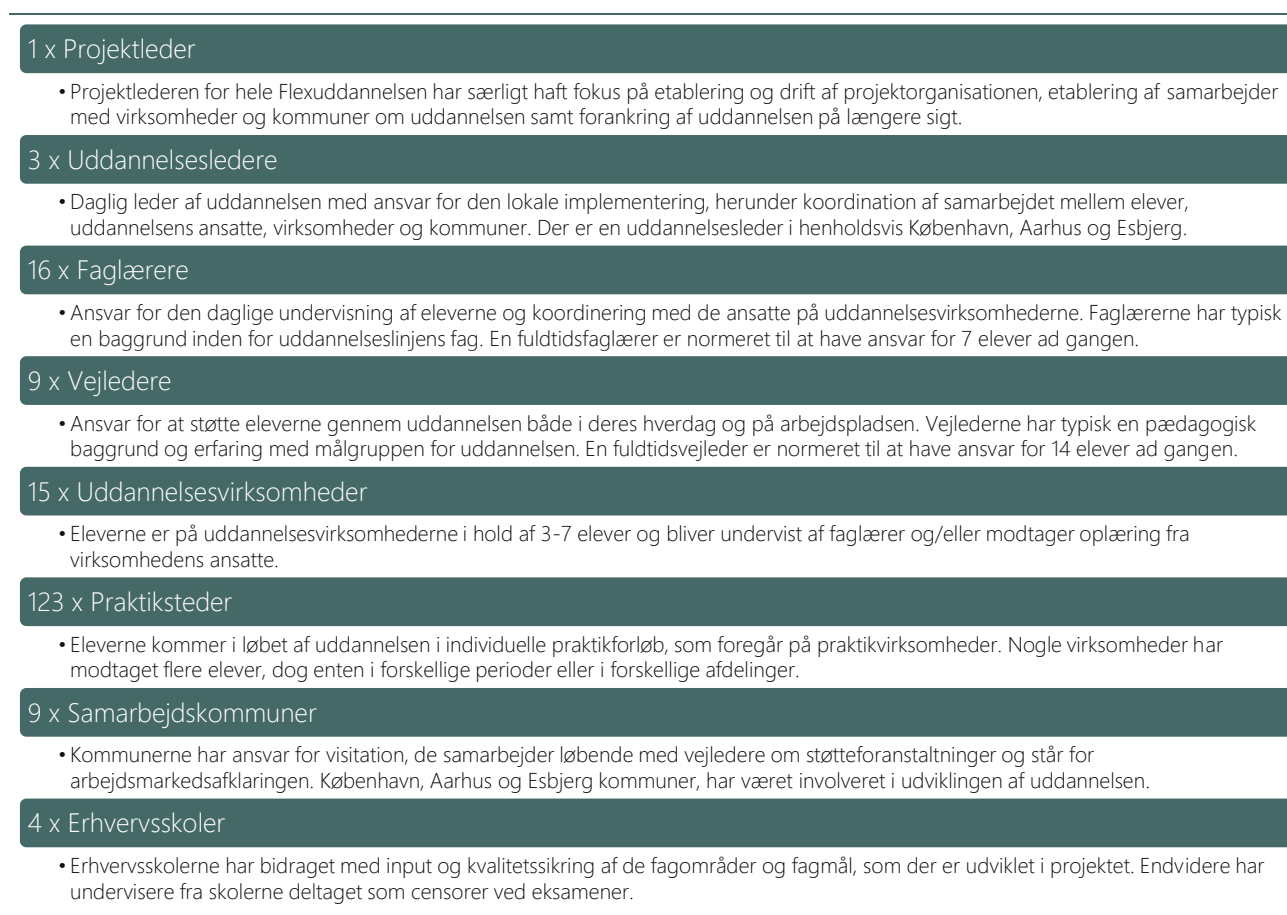 1 x Projektleder
• Projektlederen for hele Flexuddannelsen har særligt haft fokus på etablering og drift af projektorganisationen, etablering af samarbejder
med virksomheder og kommuner om uddannelsen samt forankring af uddannelsen på længere sigt.
3 x Uddannelsesledere
• Daglig leder af uddannelsen med ansvar for den lokale implementering, herunder koordination af samarbejdet mellem elever,
uddannelsens ansatte, virksomheder og kommuner. Der er en uddannelsesleder i henholdsvis København, Aarhus og Esbjerg.
16 x Faglærere
• Ansvar for den daglige undervisning af eleverne og koordinering med de ansatte på uddannelsesvirksomhederne. Faglærerne har typisk
en baggrund inden for uddannelseslinjens fag. En fuldtidsfaglærer er normeret til at have ansvar for 7 elever ad gangen.
9 x Vejledere
• Ansvar for at støtte eleverne gennem uddannelsen både i deres hverdag og på arbejdspladsen. Vejlederne har typisk en pædagogisk
baggrund og erfaring med målgruppen for uddannelsen. En fuldtidsvejleder er normeret til at have ansvar for 14 elever ad gangen.
15 x Uddannelsesvirksomheder
• Eleverne er på uddannelsesvirksomhederne i hold af 3-7 elever og bliver undervist af faglærer og/eller modtager oplæring fra
virksomhedens ansatte.
123 x Praktiksteder
• Eleverne kommer i løbet af uddannelsen i individuelle praktikforløb, som foregår på praktikvirksomheder. Nogle virksomheder har
modtaget flere elever, dog enten i forskellige perioder eller i forskellige afdelinger.
9 x Samarbejdskommuner
• Kommunerne har ansvar for visitation, de samarbejder løbende med vejledere om støtteforanstaltninger og står for
arbejdsmarkedsafklaringen. København, Aarhus og Esbjerg kommuner, har været involveret i udviklingen af uddannelsen.
4 x Erhvervsskoler
• Erhvervsskolerne har bidraget med input og kvalitetssikring af de fagområder og fagmål, som der er udviklet i projektet. Endvidere har
undervisere fra skolerne deltaget som censorer ved eksamener.